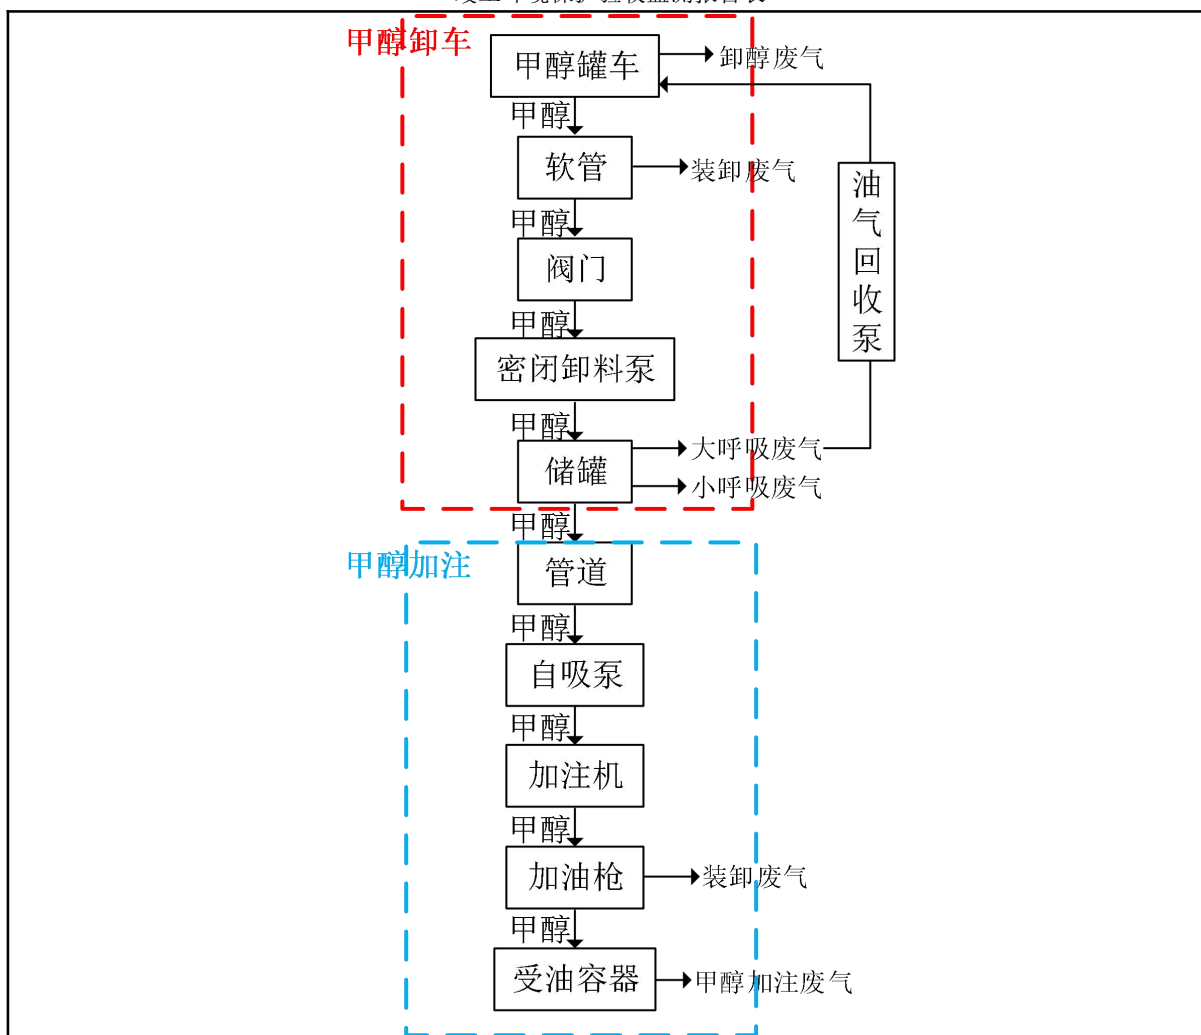 甲醇卸车
甲醇罐车
卸醇废气
甲醇
软管
装卸废气
油气回收泵
甲醇
阀门
甲醇
密闭卸料泵
甲醇
储罐
大呼吸废气
小呼吸废气
甲醇
甲醇加注
管道
甲醇
自吸泵
甲醇
加注机
甲醇
加油枪
装卸废气
甲醇
受油容器
甲醇加注废气